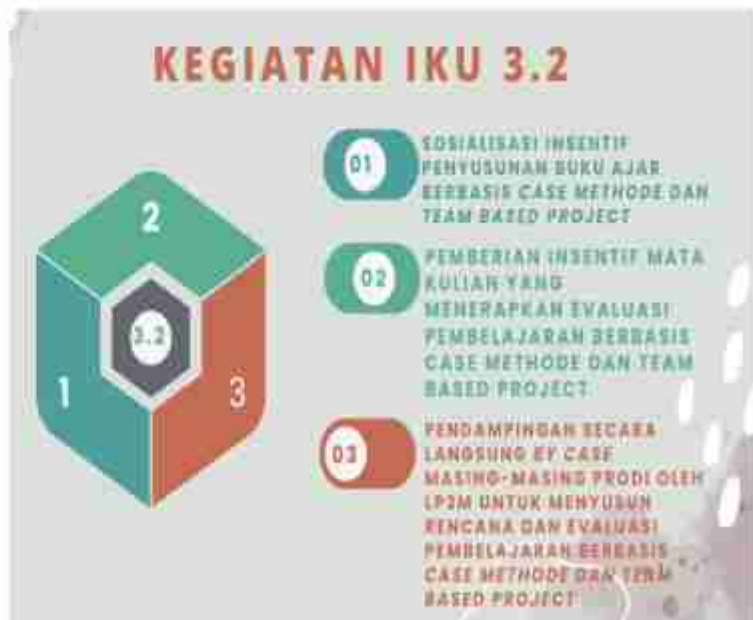 KEGIATAN IKU 3.2
01
SOSIALISASI INSENTIF
PENYUSUNAN BUKU AJAR
BERBASIS CASE METHODE DAN
TEAM BASED PROJECT
2
02
PEMBERIAN INSENTIF MATA
KULIAH YANG
MENERAPKAN EVALUASI
PEMBELAJARAN BERBASIS
CASE METHODE DAN TEAM
BASED PROJECT
3.2
1
3
03
PENDAMPINGAN SECARA
LANGSUNG BY CASE
MASING-MASING PRODI OLEH
LP3M UNTUK MENYUSUN
RENCANA DAN EVALUASI
PEMBELAJARAN BERBASIS
CASE METHODE DAN TEAM
BASED PROJECT